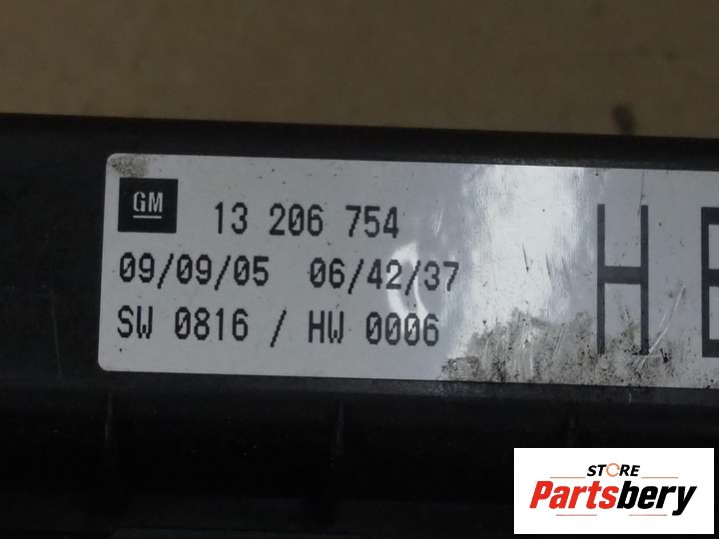 GM 13 206 754
09/09/05 06/42/37
SW 0816 / HW 0006
H
STORE
Partsbery